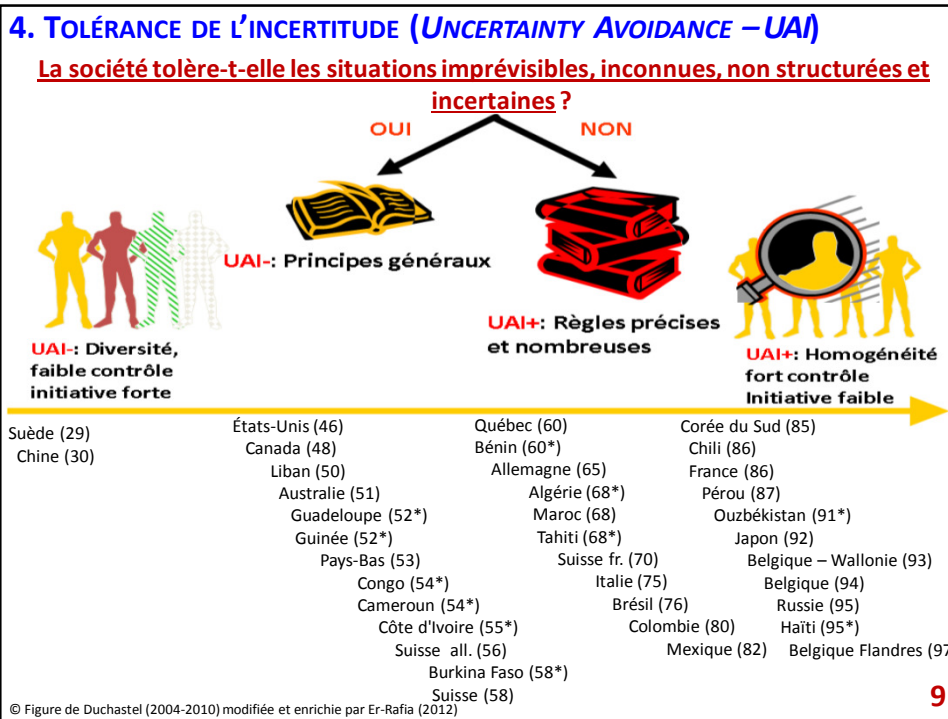 4. TOLÉRANCE DE L'INCERTITUDE (UNCERTAINTY AVOIDANCE – UAI)
La société tolère-t-elle les situations imprévisibles, inconnues, non structurées et
incertaines ?
OUI
NON
UAI-: Principes généraux
UAI+: Règles précises
et nombreuses
UAI-: Diversité,
faible contrôle
initiative forte
UAI+: Homogénéité
fort contrôle
Initiative faible
Suède (29)
Chine (30)
États-Unis (46)
Canada (48)
Liban (50)
Australie (51)
Guadeloupe (52*)
Guinée (52*)
Pays-Bas (53)
Congo (54*)
Cameroun (54*)
Côte d'Ivoire (55*)
Suisse all. (56)
Burkina Faso (58*)
Suisse (58)
Québec (60)
Bénin (60*)
Allemagne (65)
Algérie (68*)
Maroc (68)
Tahiti (68*)
Suisse fr. (70)
Italie (75)
Brésil (76)
Colombie (80)
Mexique (82)
Corée du Sud (85)
Chili (86)
France (86)
Pérou (87)
Ouzbékistan (91*)
Japon (92)
Belgique – Wallonie (93)
Belgique (94)
Russie (95)
Haïti (95*)
Belgique Flandres (97
© Figure de Duchastel (2004-2010) modifiée et enrichie par Er-Rafia (2012)
9